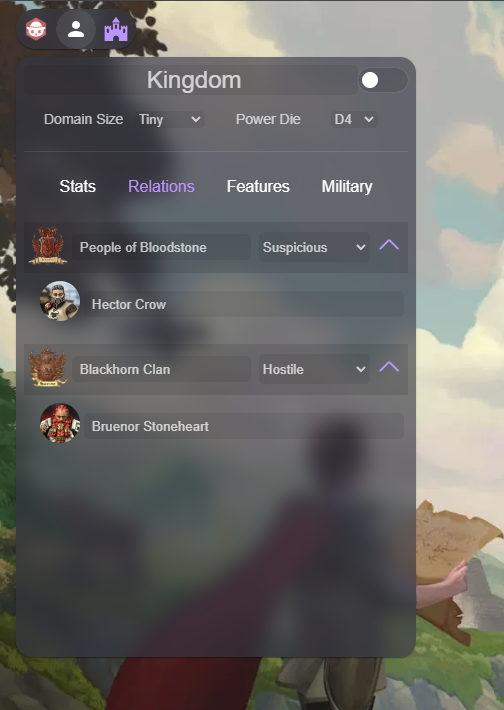 Kingdom
Domain Size Tiny Power Die D4
Stats Relations Features Military
People of Bloodstone Suspicious
Hector Crow
Blackhorn Clan Hostile
Bruenor Stoneheart